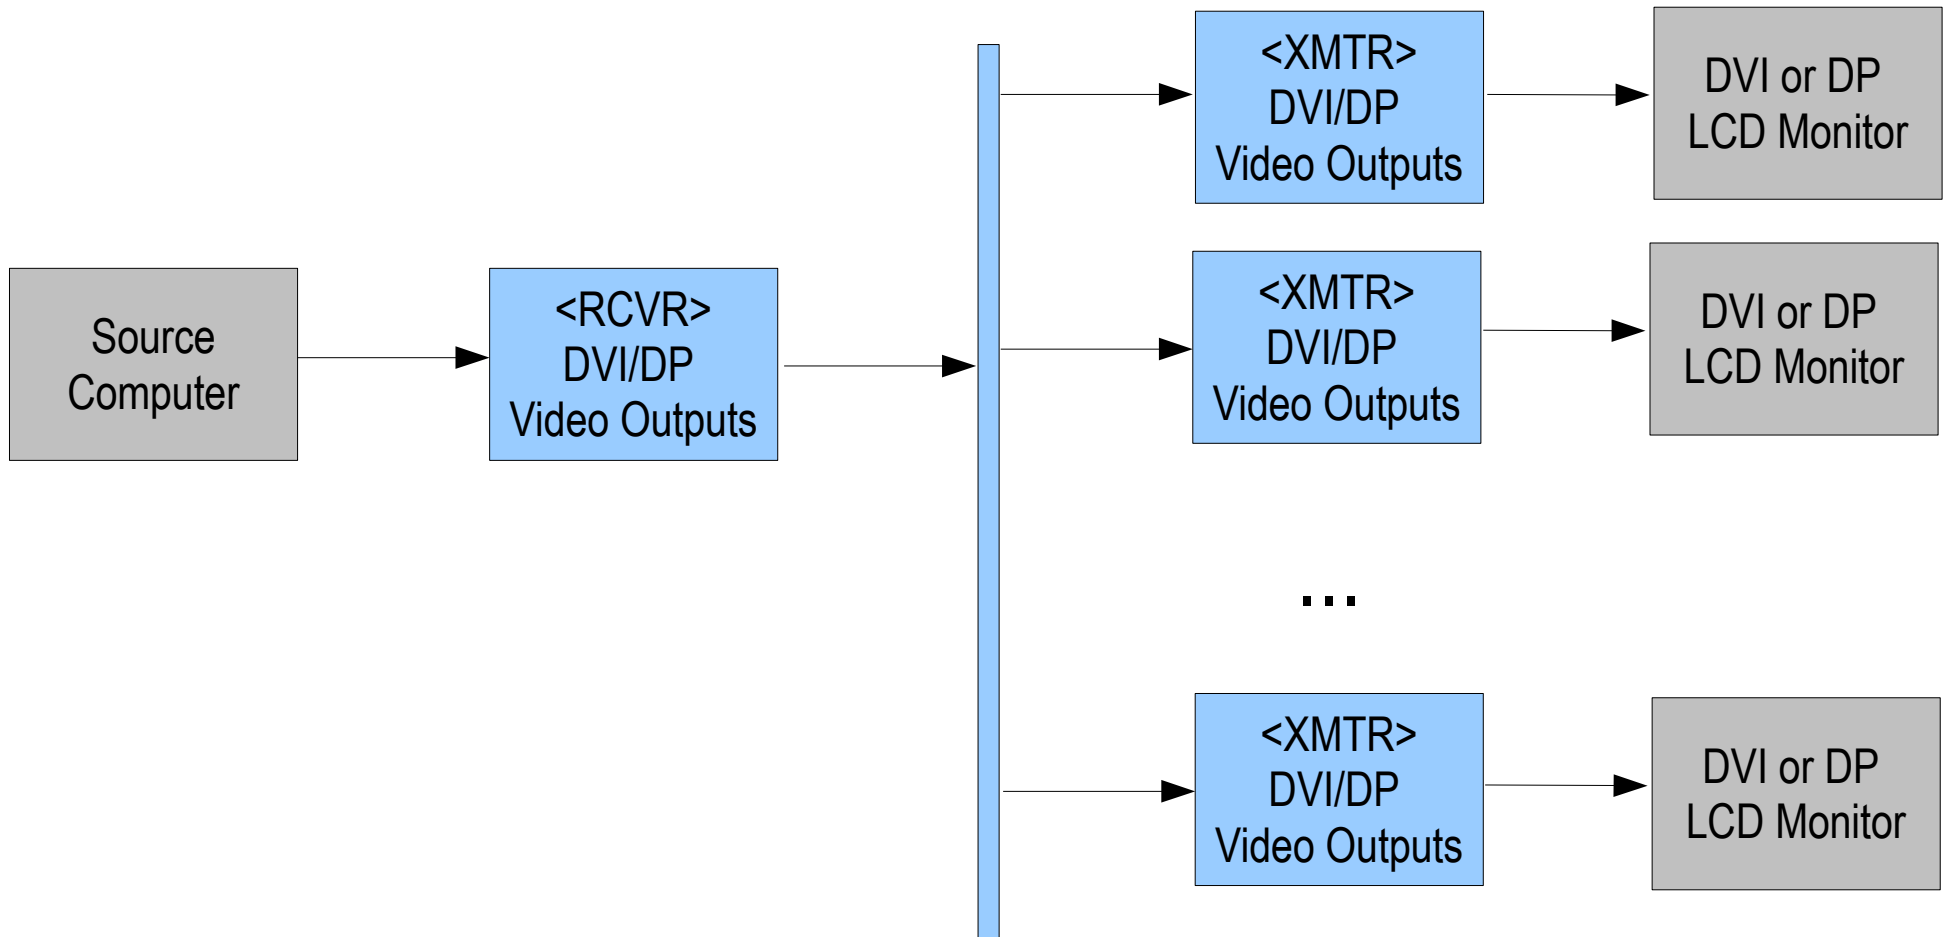 Source
Computer
<RCVR>
DVI/DP
Video Outputs
<XMTR>
DVI/DP
Video Outputs
DVI or DP
LCD Monitor
<XMTR>
DVI/DP
Video Outputs
DVI or DP
LCD Monitor
...
<XMTR>
DVI/DP
Video Outputs
DVI or DP
LCD Monitor